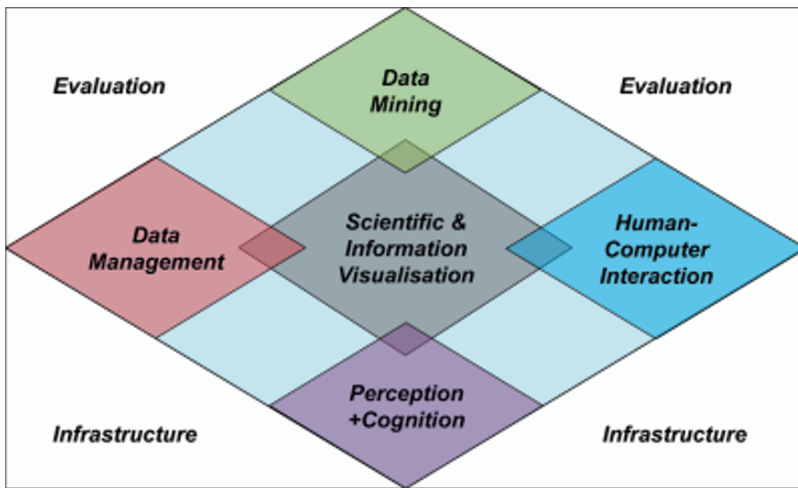 Evaluation
Data
Mining
Evaluation
Data
Management
Scientific &
Information
Visualisation
Human-
Computer
Interaction
Perception
+Cognition
Infrastructure
Infrastructure